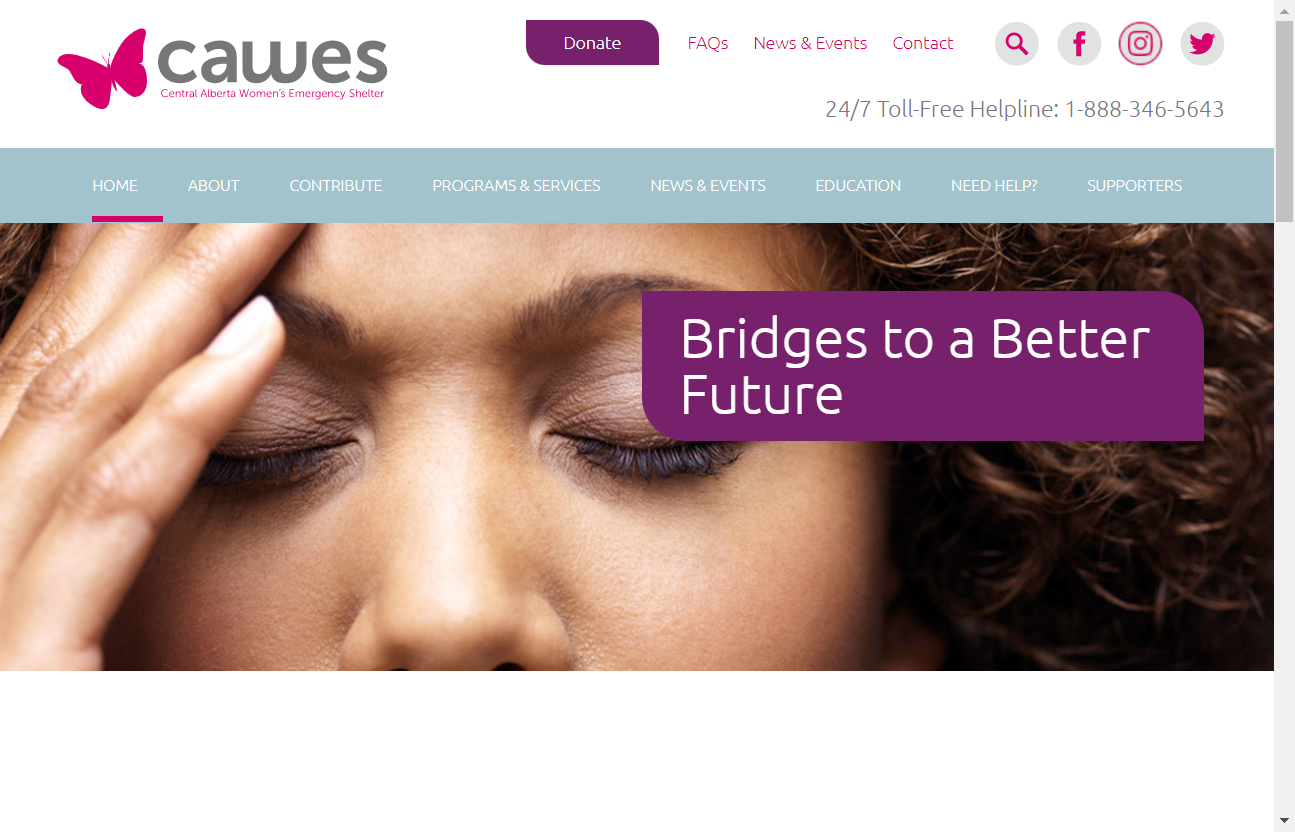 cawes
Central Alberta Women's Emergency Shelter
Donate
FAQs
News & Events
Contact
24/7 Toll-Free Helpline: 1-888-346-5643
HOME
ABOUT
CONTRIBUTE
PROGRAMS & SERVICES
NEWS & EVENTS
EDUCATION
NEED HELP?
SUPPORTERS
Bridges to a Better
Future